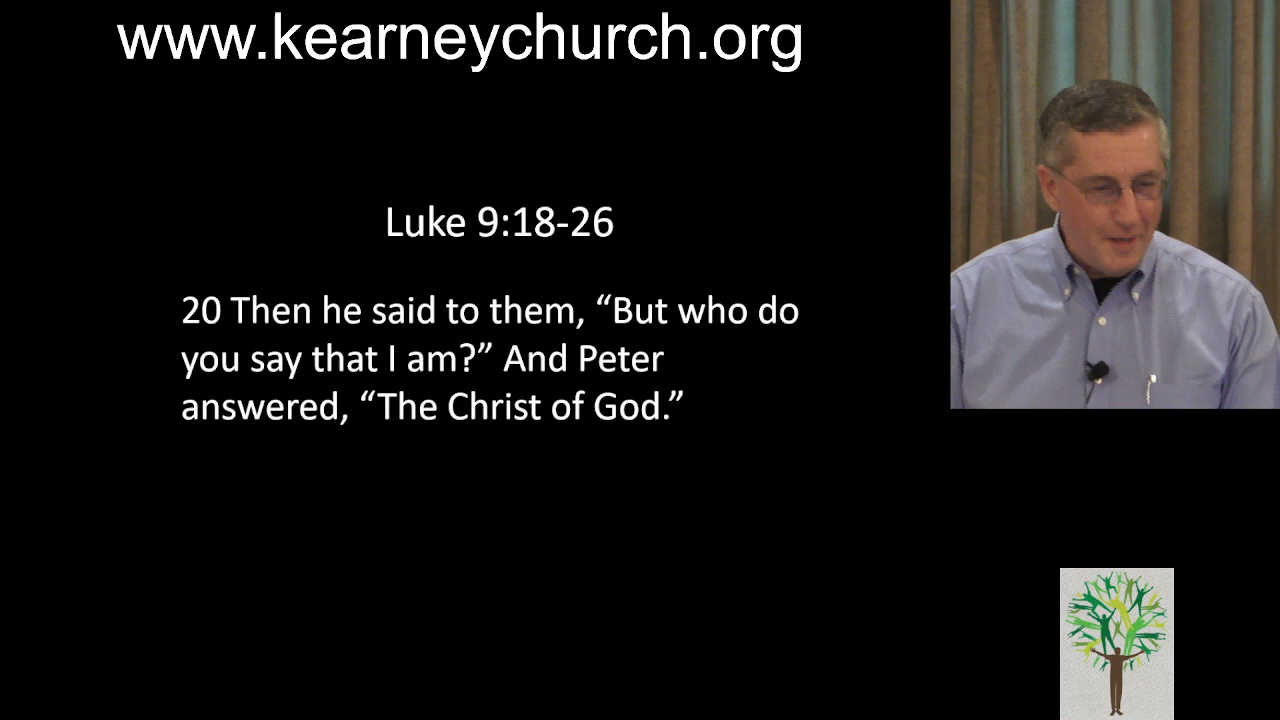 www.kearneychurch.org
Luke 9:18-26
20 Then he said to them, “But who do
you say that I am?” And Peter
answered, “The Christ of God.”